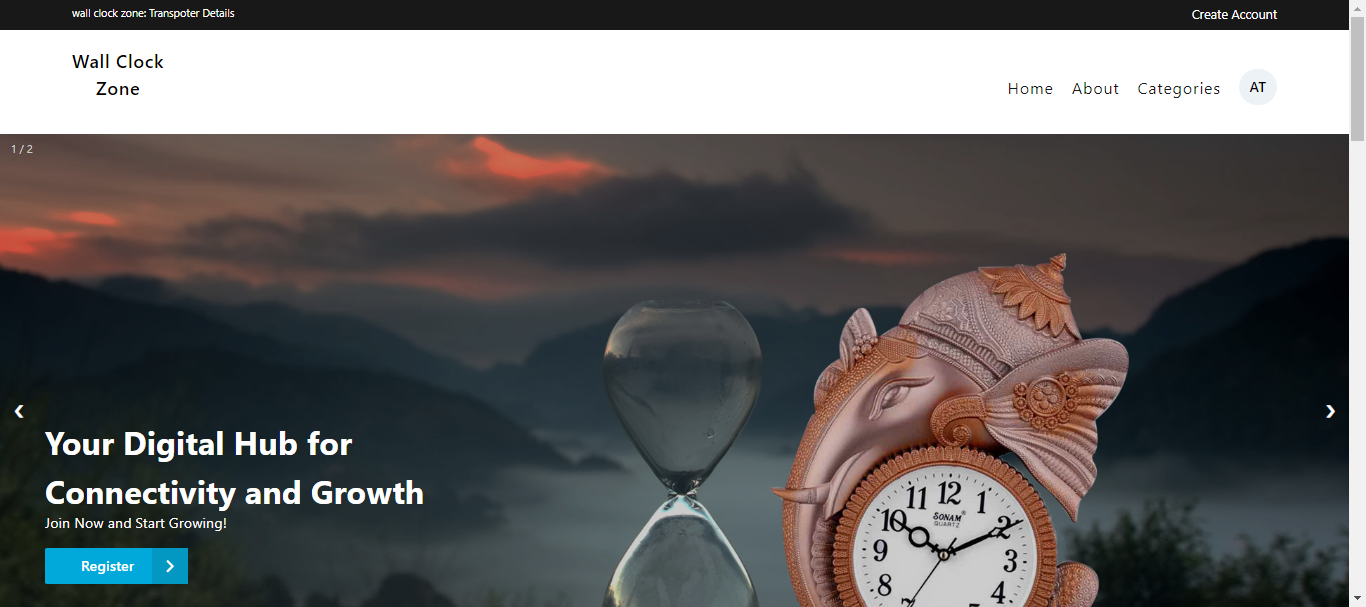 wall clock zone: Transpoter Details
Create Account
Wall Clock
Zone
Home
About
Categories
AT
1 / 2
❮
❯
Your Digital Hub for
Connectivity and Growth
Join Now and Start Growing!
Register
11 12 1
10 2
9 3
8
SONAM®
QUARTZ